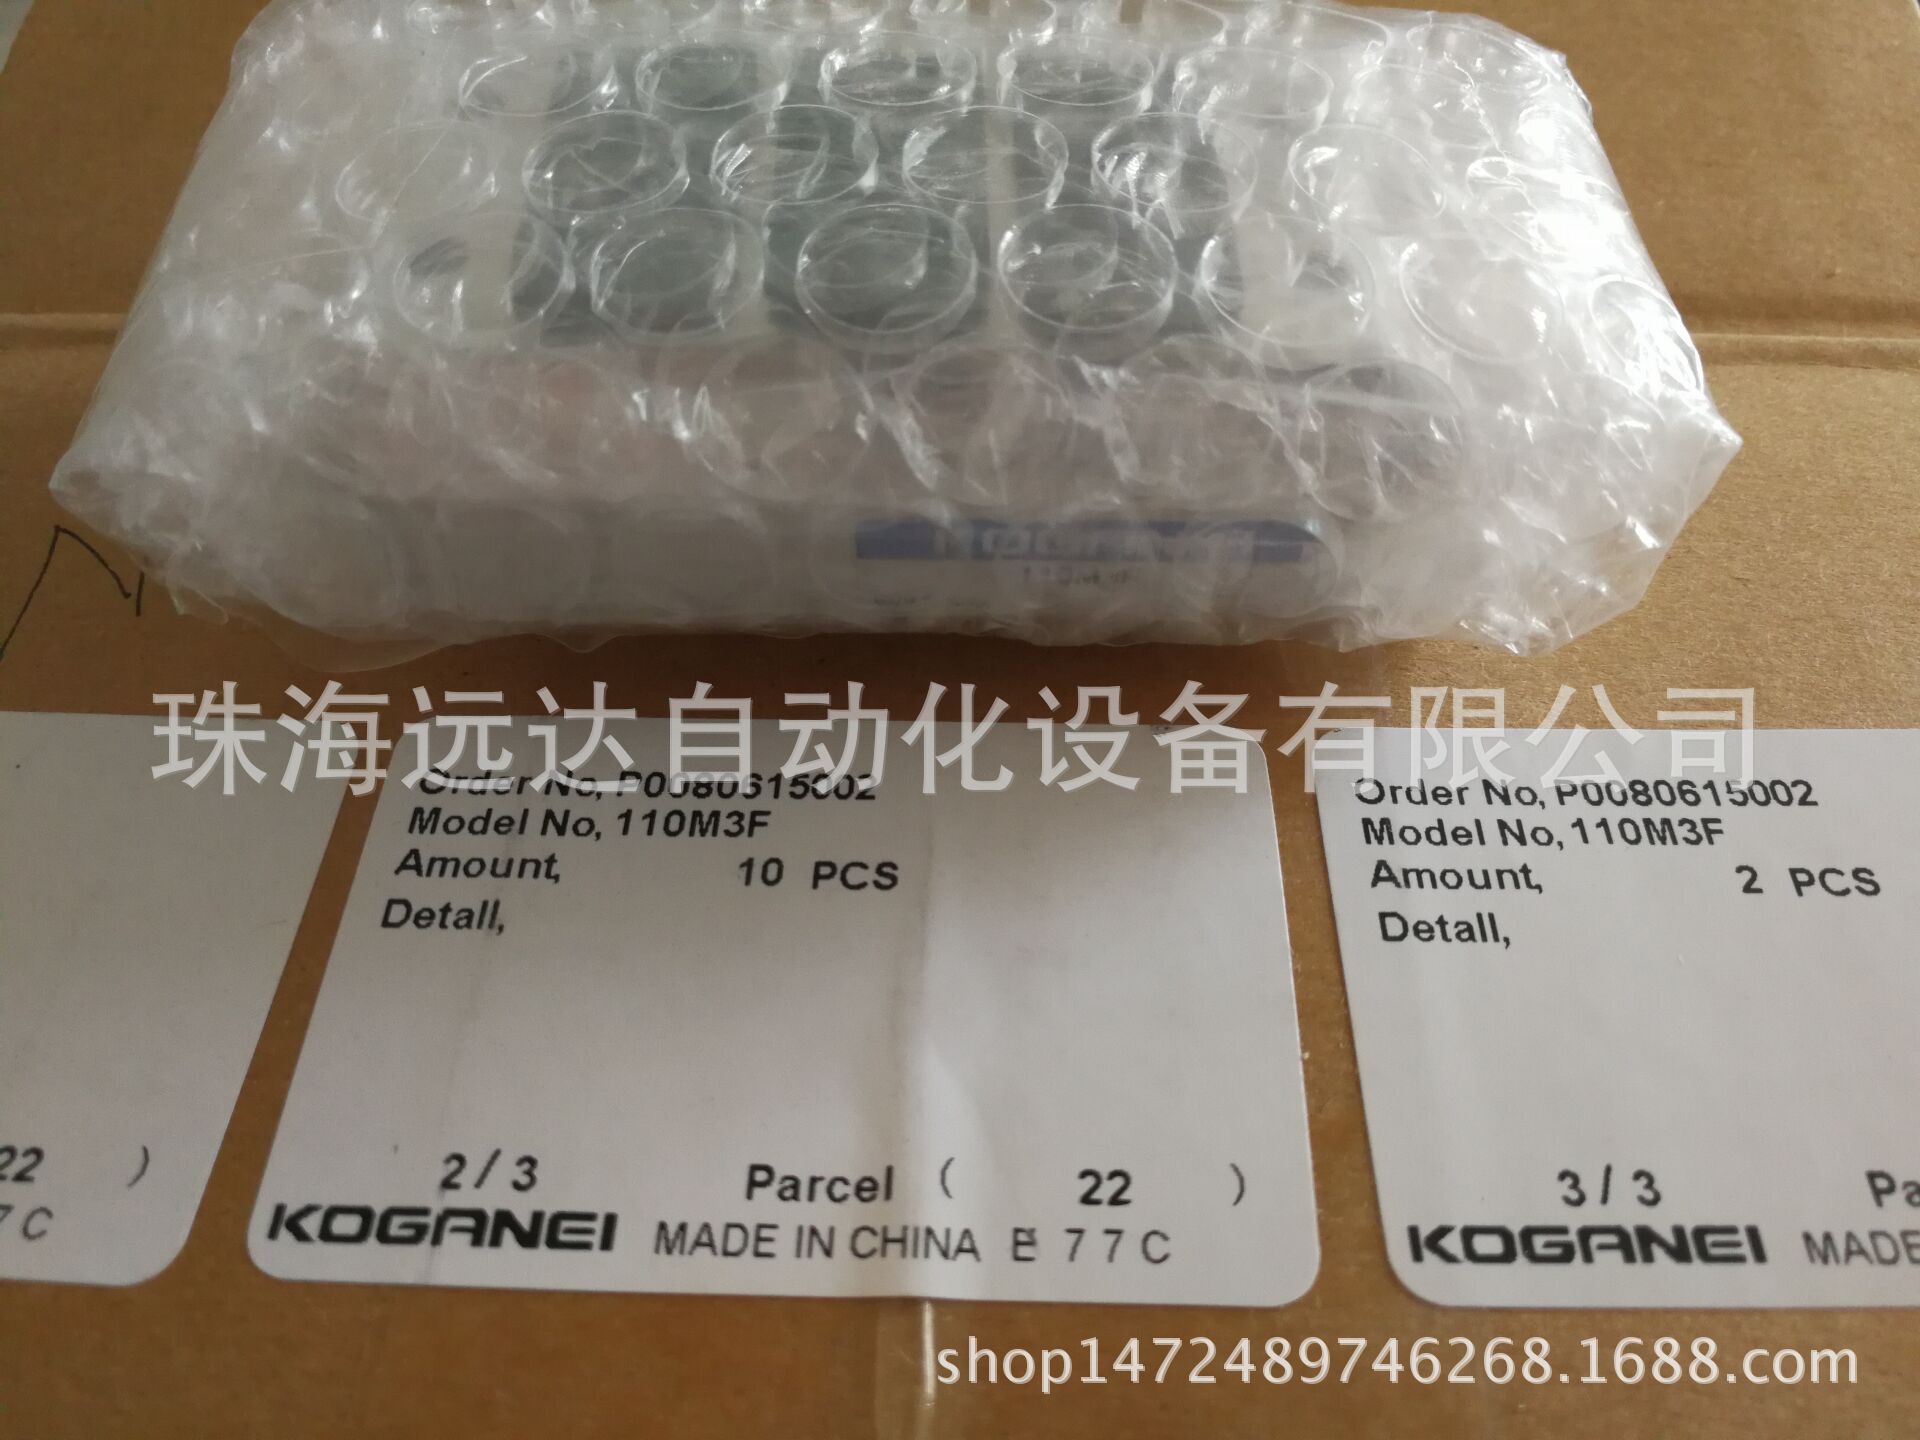 珠海远达自动化设备有限公司
Order No, P0080615002
Model No, 110M3F
Amount, 10 PCS
Detall,
2 / 3 Parcel ( 22 )
KOGANEI MADE IN CHINA E 7 7 C
Order No, P0080615002
Model No, 110M3F
Amount, 2 PCS
Detall,
3 / 3 Pa
KOGANEI MADE
22 )
7 C
shop1472489746268.1688.com